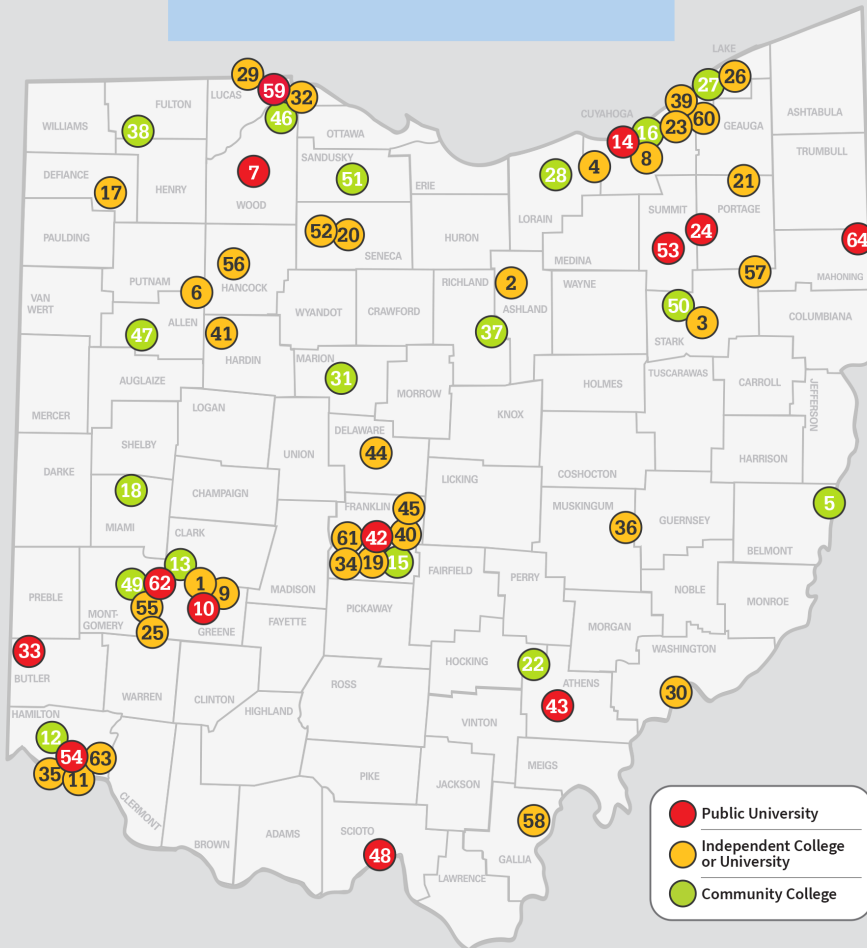 LAKE
29
26
27
59
LUCAS
32
39
FULTON
CUYAHOGA
60
ASHTABULA
46
WILLIAMS
38
16
23
GEAUGA
OTTAWA
14
TRUMBULL
SANDUSKY
8
4
7
DEFIANCE
51
28
21
HENRY
ERIE
17
WOOD
SUMMIT
PORTAGE
LORAIN
52
20
24
PAULDING
HURON
64
53
SENECA
MEDINA
56
57
MAHONING
PUTNAM
HANCOCK
RICHLAND
2
WAYNE
6
VAN
WERT
50
WYANDOT
CRAWFORD
ASHLAND
COLUMBIANA
ALLEN
3
47
41
37
STARK
HARDIN
MARION
TUSCARAWAS
AUGLAIZE
31
MORROW
HOLMES
CARROLL
JEFFERSON
LOGAN
MERCER
KNOX
DELAWARE
SHELBY
UNION
44
HARRISON
DARKE
COSHOCTON
LICKING
18
CHAMPAIGN
5
FRANKLIN
45
MUSKINGUM
GUERNSEY
MIAMI
36
CLARK
61
42
40
BELMONT
13
34
19
15
FAIRFIELD
PERRY
49
62
1
MADISON
NOBLE
9
PREBLE
55
10
PICKAWAY
MONROE
MONT-
GOMERY
FAYETTE
MORGAN
25
GREENE
33
WASHINGTON
22
HOCKING
BUTLER
ATHENS
ROSS
WARREN
CLINTON
30
43
HIGHLAND
HAMILTON
VINTON
12
54
63
MEIGS
35
11
PIKE
JACKSON
CLERMONT
58
SCIOTO
ADAMS
BROWN
48
GALLIA
LAWRENCE
Public University
Independent College
or University
Community College